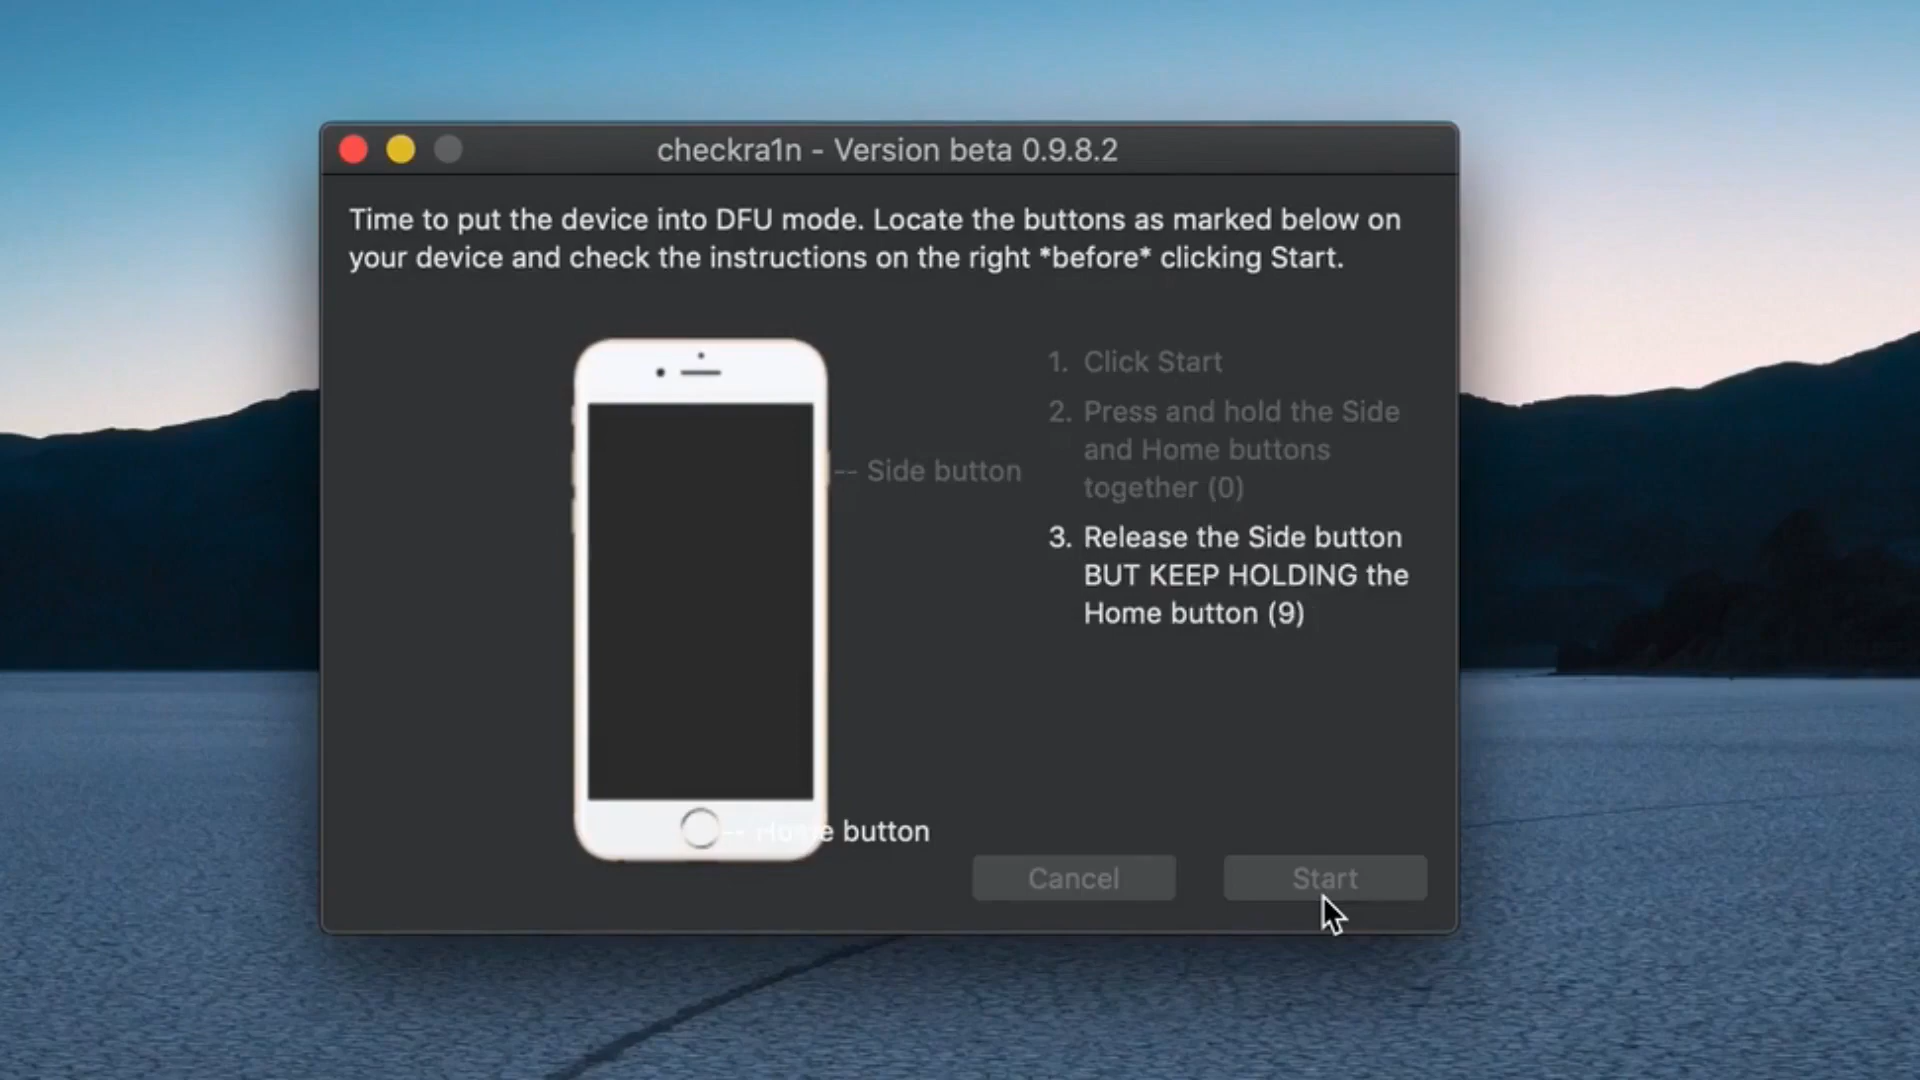 checkra1n - Version beta 0.9.8.2
Time to put the device into DFU mode. Locate the buttons as marked below on
your device and check the instructions on the right *before* clicking Start.
1. Click Start
2. Press and hold the Side
and Home buttons
together (0)
-- Side button
3. Release the Side button
BUT KEEP HOLDING the
Home button (9)
-- Home button
Cancel
Start